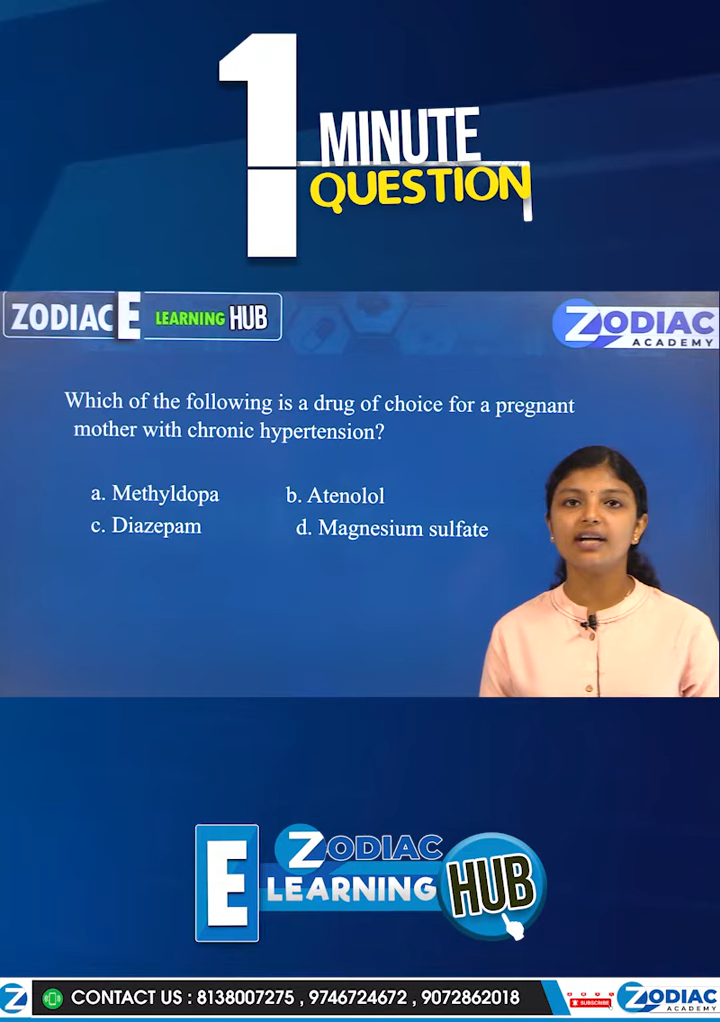 1
MINUTE
QUESTION
ZODIAC E LEARNING HUB
ZODIAC
ACADEMY
Which of the following is a drug of choice for a pregnant
mother with chronic hypertension?
a. Methyldopa b. Atenolol
c. Diazepam d. Magnesium sulfate
E ZODIAC
LEARNING HUB
Z CONTACT US : 8138007275 , 9746724672 , 9072862018 SUBSCRIBE ZODIAC
ACADEMY